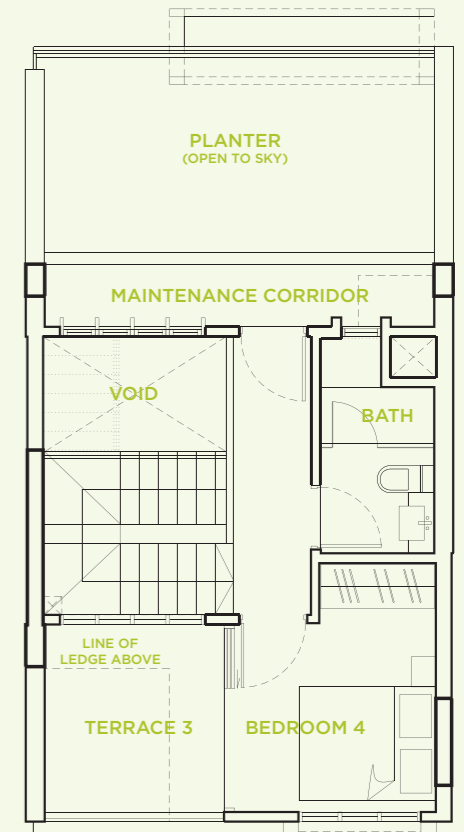 PLANTER
(OPEN TO SKY)
MAINTENANCE CORRIDOR
VOID
BATH
LINE OF
LEDGE ABOVE
TERRACE 3
BEDROOM 4